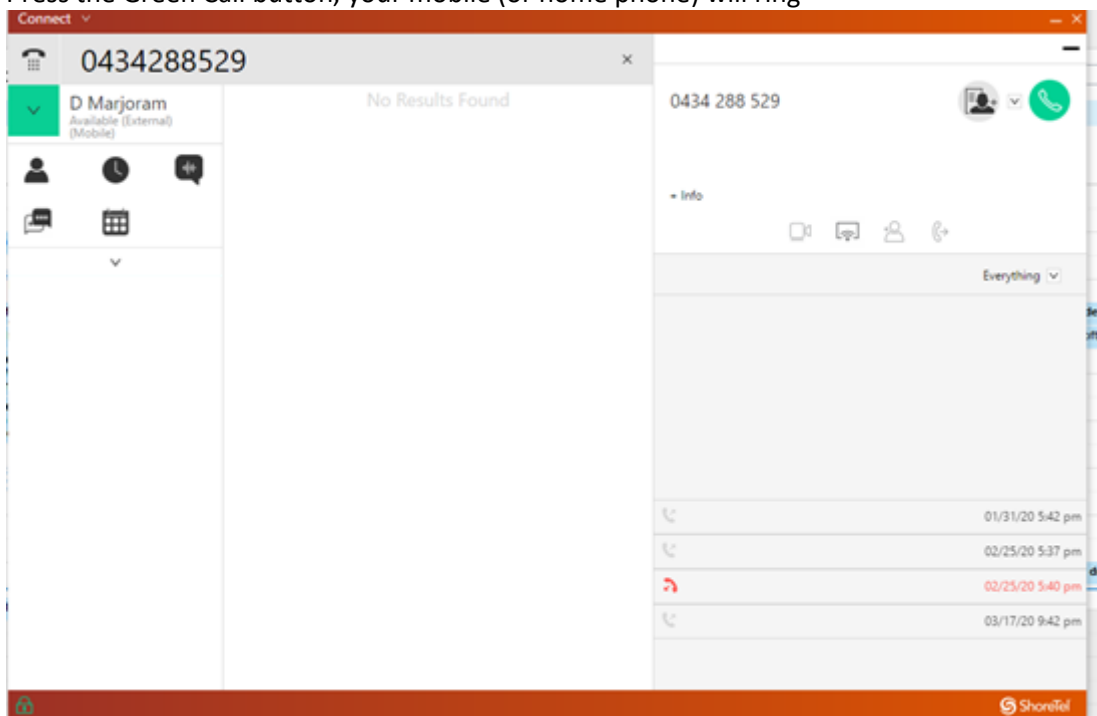 Press the Green Call button, your mobile (or home phone) will ring
Connect
0434288529
D Marjoram
Available (External)
(Mobile)
No Results Found
0434 288 529
Info
Everything
01/31/20 5:42 pm
02/25/20 5:37 pm
02/25/20 5:40 pm
03/17/20 9:42 pm
ShoreTel